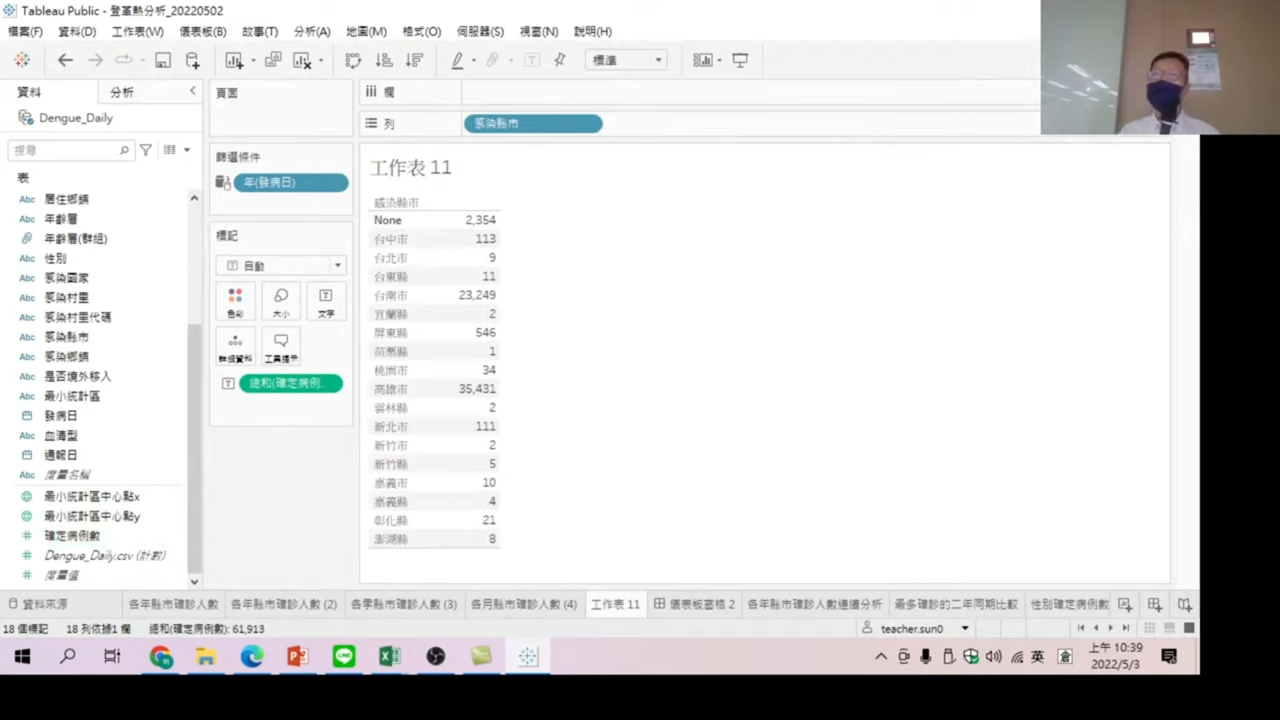 Tableau Public - 登革熱分析_20220502
檔案(F) 資料(D) 工作表(W) 儀表板(B) 故事(T) 分析(A) 地圖(M) 格式(O) 伺服器(S) 視窗(N) 說明(H)
標準
資料 分析
Dengue_Daily
搜尋
表
Abc 居住鄉鎮
Abc 年齡層
年齡層(群組)
Abc 性別
Abc 感染國家
Abc 感染村里
Abc 感染村里代碼
Abc 感染縣市
Abc 感染鄉鎮
Abc 是否境外移入
Abc 最小統計區
發病日
Abc 血清型
通報日
Abc 度量名稱
最小統計區中心點x
最小統計區中心點y
# 確定病例數
# Dengue_Daily.csv (計數)
# 度量值
頁面
篩選條件
年(發病日)
標記
自動
色彩 大小 文字
詳細資料 工具提示
總和(確定病例..
欄
列 感染縣市
工作表 11
感染縣市
None 2,354
台中市 113
台北市 9
台東縣 11
台南市 23,249
宜蘭縣 2
屏東縣 546
苗栗縣 1
桃園市 34
高雄市 35,431
雲林縣 2
新北市 111
新竹市 2
新竹縣 5
嘉義市 10
嘉義縣 4
彰化縣 21
澎湖縣 8
資料來源 各年縣市確診人數 各年縣市確診人數 (2) 各季縣市確診人數 (3) 各月縣市確診人數 (4) 工作表 11 儀表板壹格 2 各年縣市確診人數連續分析 最多確診的二年同期比較 性別確定病例數
18 個標記 18 列依據1 欄 總和(確定病例數): 61,913 teacher.sun0
英 上午 10:39
2022/5/3